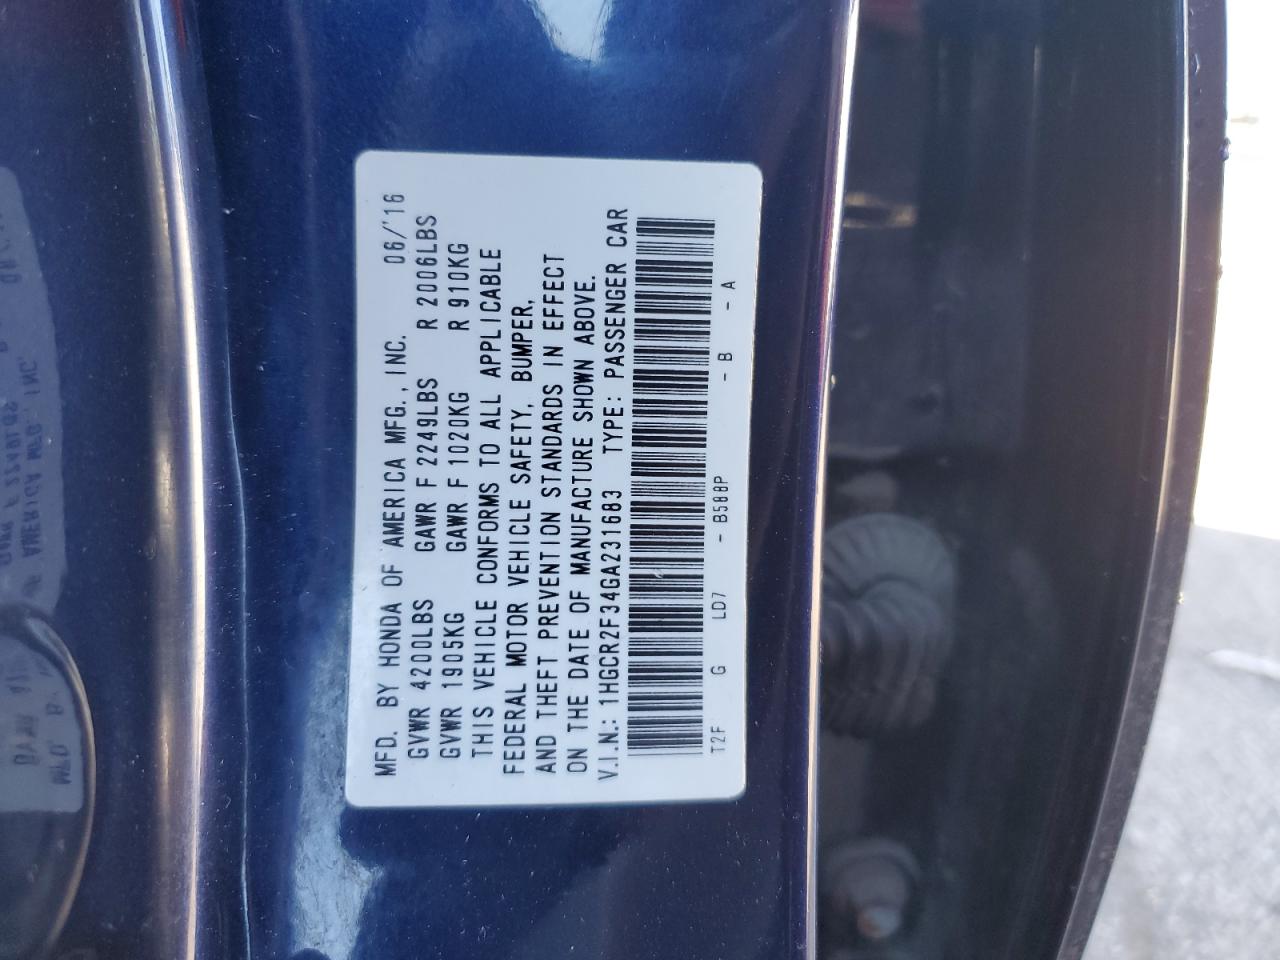 MFD. BY HONDA OF AMERICA MFG., INC. 06/'16
GVWR 4200LBS GAWR F 2249LBS R 2006LBS
GVWR 1905KG GAWR F 1020KG R 910KG
THIS VEHICLE CONFORMS TO ALL APPLICABLE
FEDERAL MOTOR VEHICLE SAFETY, BUMPER,
AND THEFT PREVENTION STANDARDS IN EFFECT
ON THE DATE OF MANUFACTURE SHOWN ABOVE.
V.I.N.: 1HGCR2F34GA231683 TYPE: PASSENGER CAR
T2F G LD7 - B588P - B - A